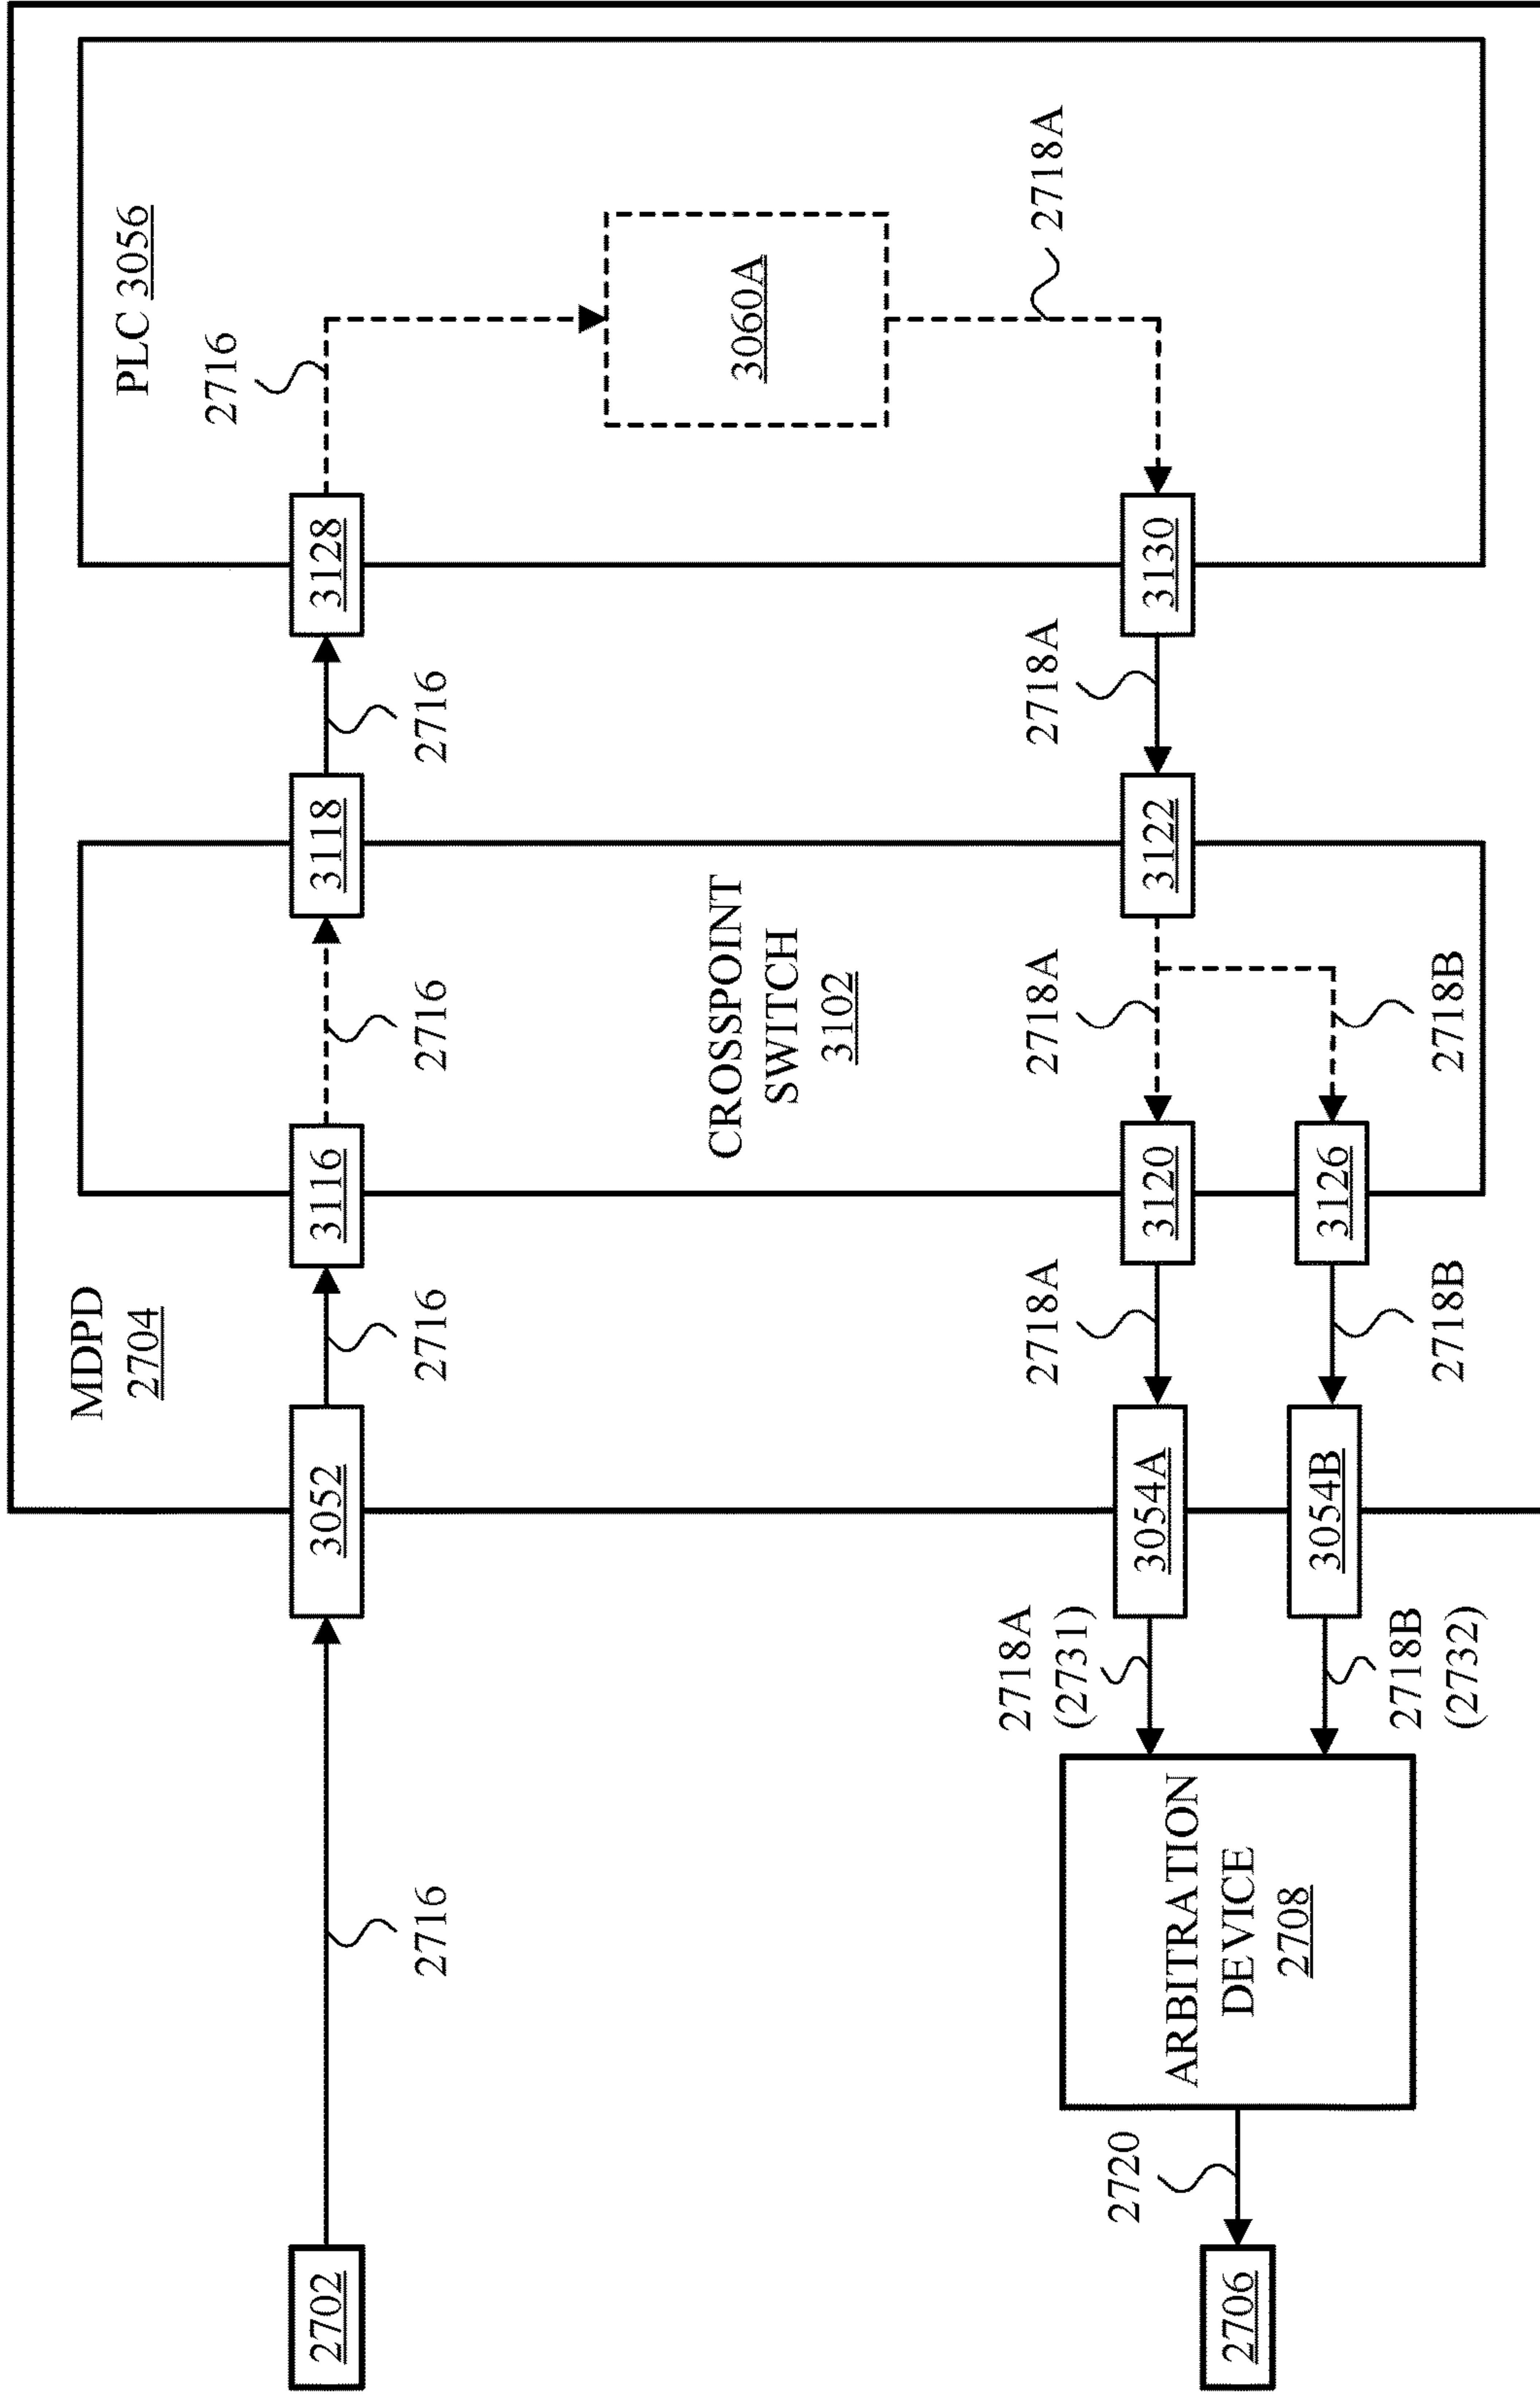 PLC 3056
2716
3060A
2718A
3128
3130
2716
2718A
3118
3122
2716
CROSSPOINT
SWITCH
3102
2718A
2718B
3116
3120
3126
MDPD
2704
2716
2718A
2718B
3052
3054A
3054B
2716
2718A
(2731)
2718B
(2732)
ARBITRATION
DEVICE
2708
2720
2702
2706